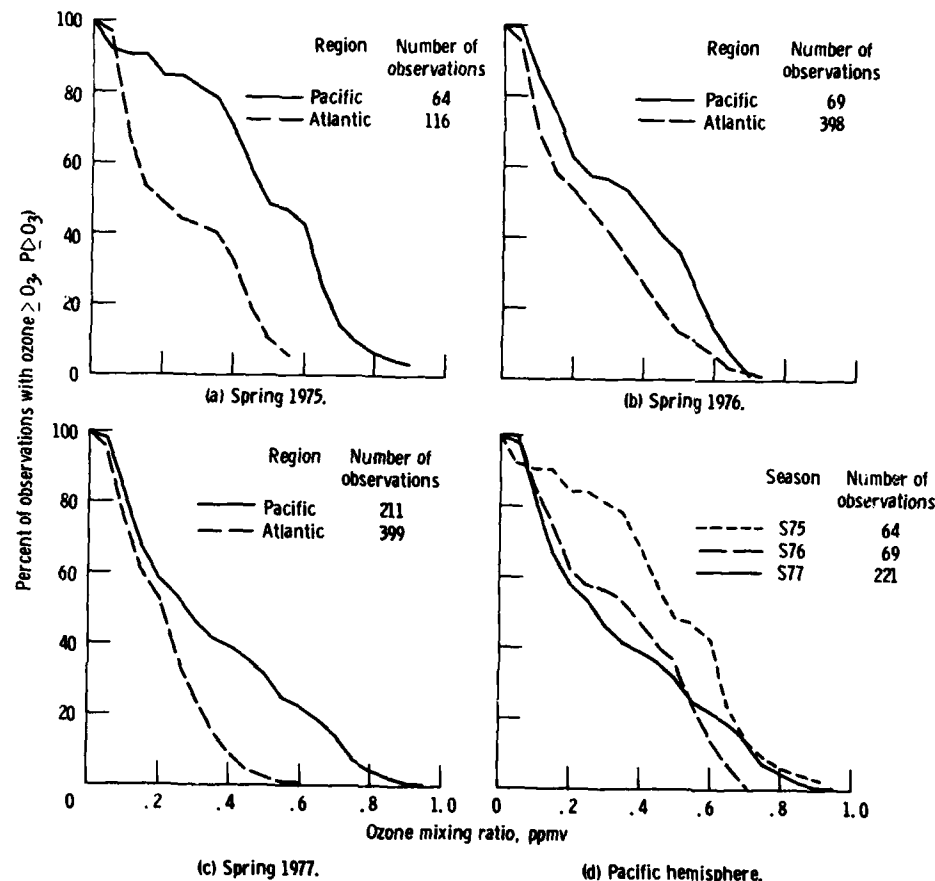 Percent of observations with ozone ≥ O3, P(≥O3)
100
80
60
40
20
0
Region Number of observations
Pacific 64
Atlantic 116
(a) Spring 1975.
Region Number of observations
Pacific 69
Atlantic 398
(b) Spring 1976.
100
80
60
40
20
0
.2 .4 .6 .8 1.0
Region Number of observations
Pacific 211
Atlantic 399
(c) Spring 1977.
Season Number of observations
S75 64
S76 69
S77 221
0 .2 .4 .6 .8 1.0
Ozone mixing ratio, ppmv
(d) Pacific hemisphere.